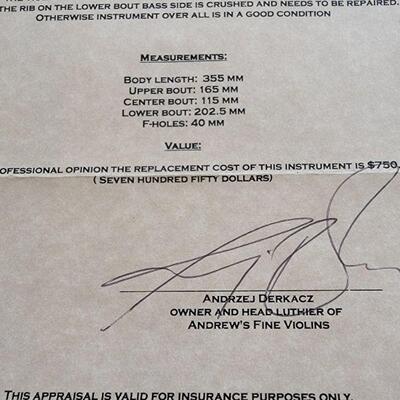 THE RIB ON THE LOWER BOUT BASS SIDE IS CRUSHED AND NEEDS TO BE REPAIRED.
OTHERWISE INSTRUMENT OVER ALL IS IN A GOOD CONDITION
MEASUREMENTS:
BODY LENGTH: 355 MM
UPPER BOUT: 165 MM
CENTER BOUT: 115 MM
LOWER BOUT: 202.5 MM
F-HOLES: 40 MM
VALUE:
OFESSIONAL OPINION THE REPLACEMENT COST OF THIS INSTRUMENT IS $750.
( SEVEN HUNDRED FIFTY DOLLARS)
ANDRZEJ DERKACZ
OWNER AND HEAD LUTHIER OF
ANDREW'S FINE VIOLINS
THIS APPRAISAL IS VALID FOR INSURANCE PURPOSES ONLY.